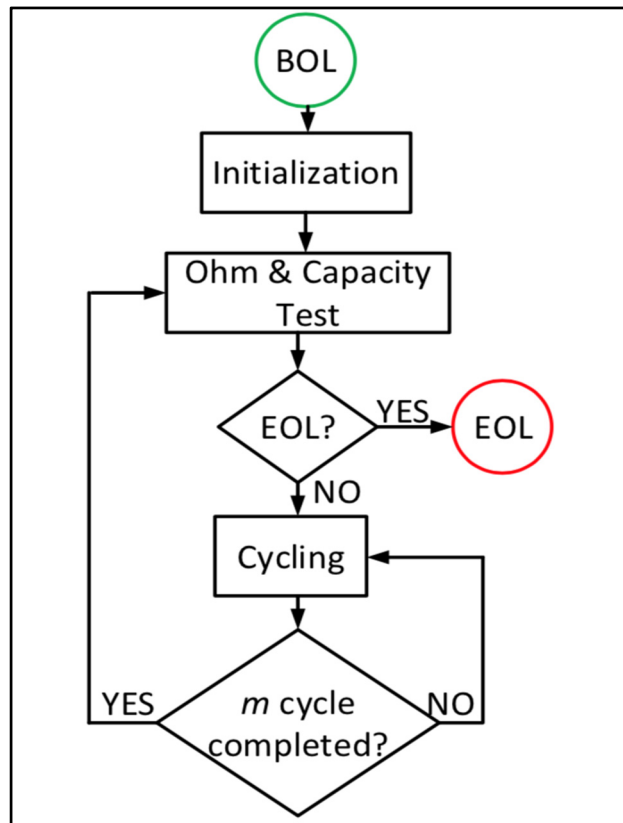 BOL
Initialization
Ohm & Capacity
Test
EOL?
YES
EOL
NO
Cycling
YES
m cycle
completed?
NO